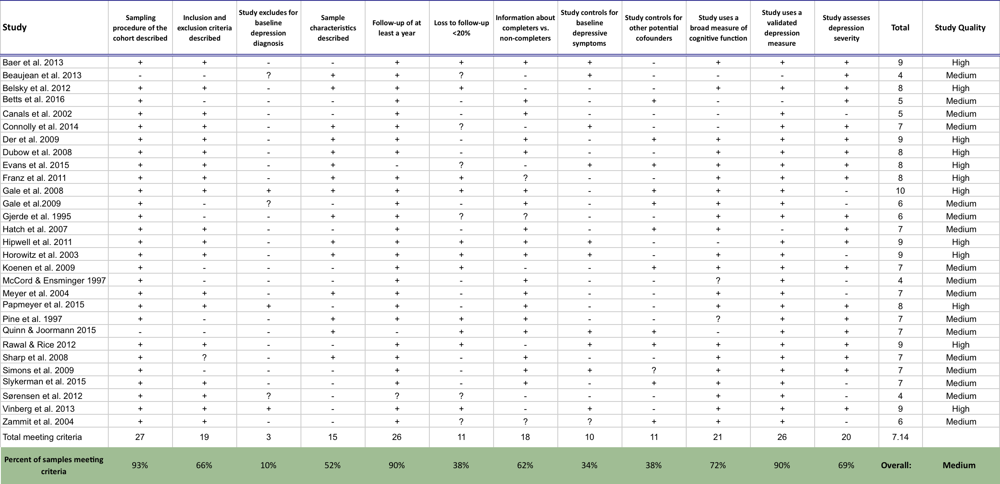 Study | Sampling procedure of the cohort described | Inclusion and exclusion criteria described | Study excludes for baseline depression diagnosis | Sample characteristics described | Follow-up of at least a year | Loss to follow-up <20% | Information about completers vs. non-completers | Study controls for baseline depressive symptoms | Study controls for other potential cofounders | Study uses a broad measure of cognitive function | Study uses a validated depression measure | Study assesses depression severity | Total | Study Quality
Baer et al. 2013 + + - - + + + + - + + + 9 High
Beaujean et al. 2013 - - ? + + ? - + - - - + 4 Medium
Belsky et al. 2012 + + - + + + - - - + + + 8 High
Betts et al. 2016 + - - - + - + - + - - + 5 Medium
Canals et al. 2002 + + - - + - + - - - + - 5 Medium
Connolly et al. 2014 + + - + + ? - + - - + + 7 Medium
Der et al. 2009 + + - + + - + - + + + + 9 High
Dubow et al. 2008 + + - + + - + - - + + + 8 High
Evans et al. 2015 + + - + - ? - + + + + + 8 High
Franz et al. 2011 + + - + + + ? - - + + + 8 High
Gale et al. 2008 + + + + + + + - + + + - 10 High
Gale et al.2009 + - ? - + - + - + + + - 6 Medium
Gjerde et al. 1995 + - - + + ? ? - - + + + 6 Medium
Hatch et al. 2007 + + - - + - + - + + - + 7 Medium
Hipwell et al. 2011 + + - + + + + + - - + + 9 High
Horowitz et al. 2003 + + - + + + + + - + + - 9 High
Koenen et al. 2009 + - - - + + - - + + + + 7 Medium
McCord & Ensminger 1997 + - - - + - + - - ? + - 4 Medium
Meyer et al. 2004 + + - + + - + - - + + - 7 Medium
Papmeyer et al. 2015 + + + - + - + - - + + + 8 High
Pine et al. 1997 + - - + + + + - - ? + + 7 Medium
Quinn & Joormann 2015 - - - + - + + + + - + + 7 Medium
Rawal & Rice 2012 + + - - + + - + + + + + 9 High
Sharp et al. 2008 + ? - + + - + - - + + + 7 Medium
Simons et al. 2009 + - - - + - + + ? + + + 7 Medium
Slykerman et al. 2015 + + - - + - + - + + + - 7 Medium
Sørensen et al. 2012 + + ? - ? ? - - - + + - 4 Medium
Vinberg et al. 2013 + + + - + + - + - + + + 9 High
Zammit et al. 2004 + + - - + ? ? ? + + + - 6 Medium
Total meeting criteria 27 19 3 15 26 11 18 10 11 21 26 20 7.14
Percent of samples meeting criteria 93% 66% 10% 52% 90% 38% 62% 34% 38% 72% 90% 69% Overall: Medium